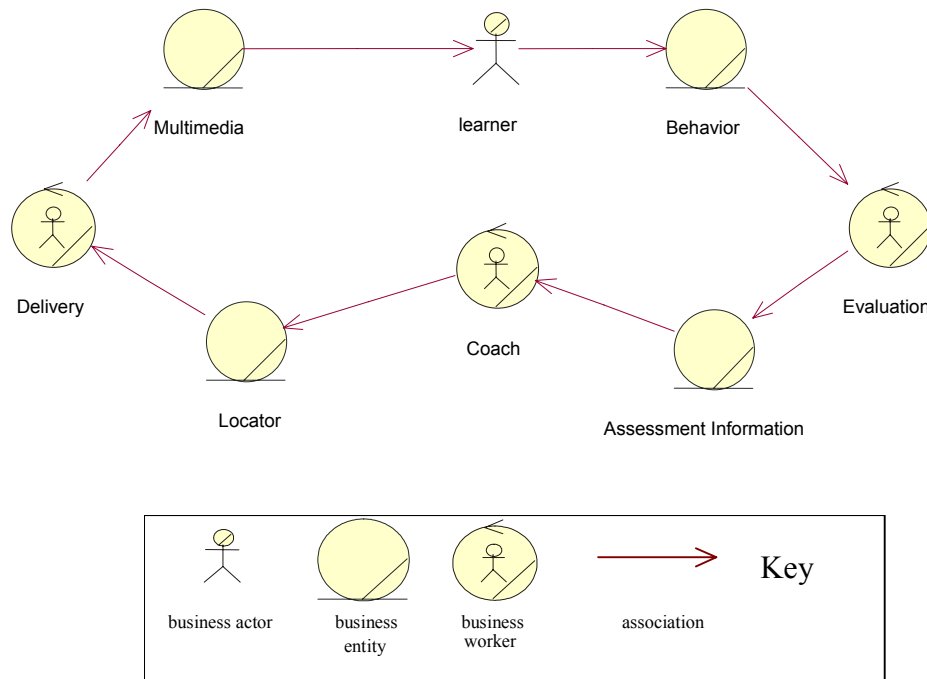 Multimedia
learner
Behavior
Delivery
Coach
Evaluation
Locator
Assessment Information
Key
business actor
business
entity
business
worker
association